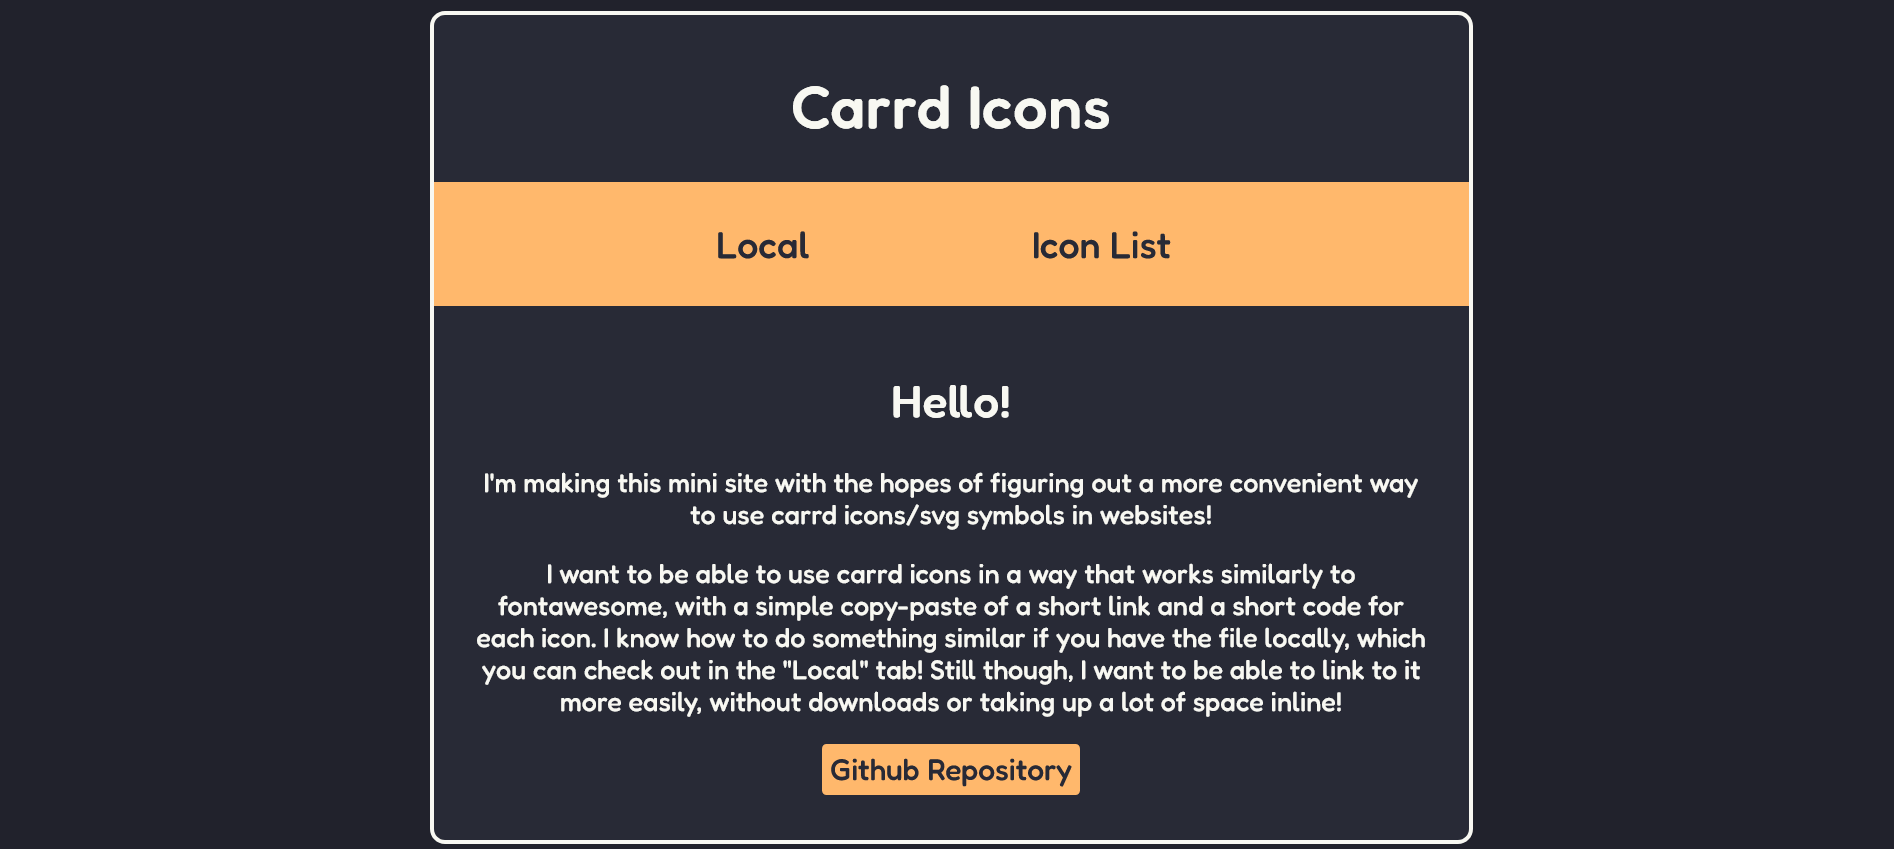 Carrd Icons
Local
Icon List
Hello!
I'm making this mini site with the hopes of figuring out a more convenient way
to use carrd icons/svg symbols in websites!
I want to be able to use carrd icons in a way that works similarly to
fontawesome, with a simple copy-paste of a short link and a short code for
each icon. I know how to do something similar if you have the file locally, which
you can check out in the "Local" tab! Still though, I want to be able to link to it
more easily, without downloads or taking up a lot of space inline!
Github Repository